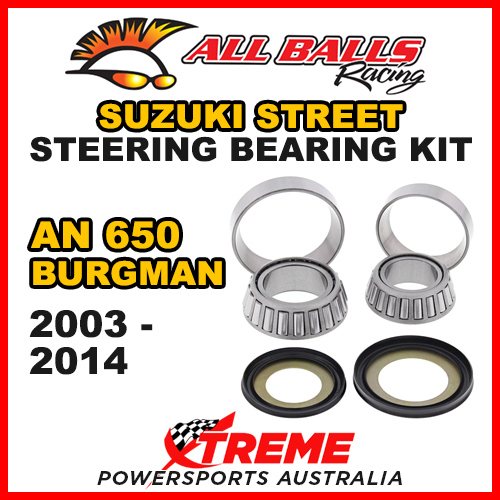 ALL BALLS
Racing
SUZUKI STREET
STEERING BEARING KIT
AN 650
BURGMAN
2003 -
2014
XTREME
POWERSPORTS AUSTRALIA